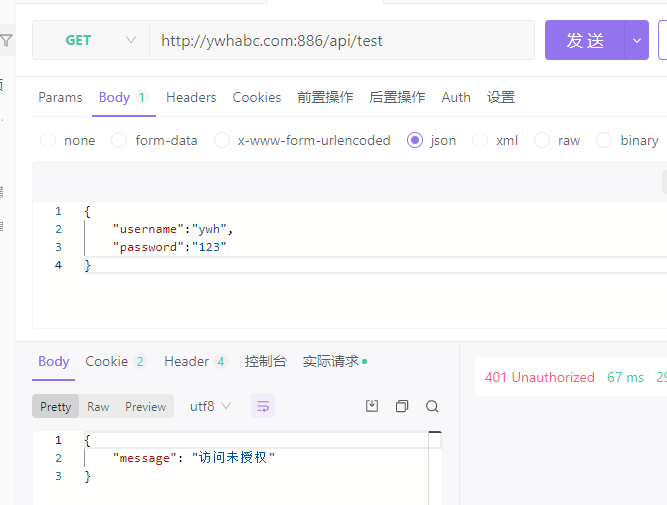 GET http://ywhabc.com:886/api/test 发送
Params Body 1 Headers Cookies 前置操作 后置操作 Auth 设置
none form-data x-www-form-urlencoded json xml raw binary
1 {
2 "username":"ywh",
3 "password":"123"
4 }
Body Cookie 2 Header 4 控制台 实际请求
401 Unauthorized 67 ms 29
Pretty Raw Preview utf8
1 {
2 "message": "访问未授权"
3 }